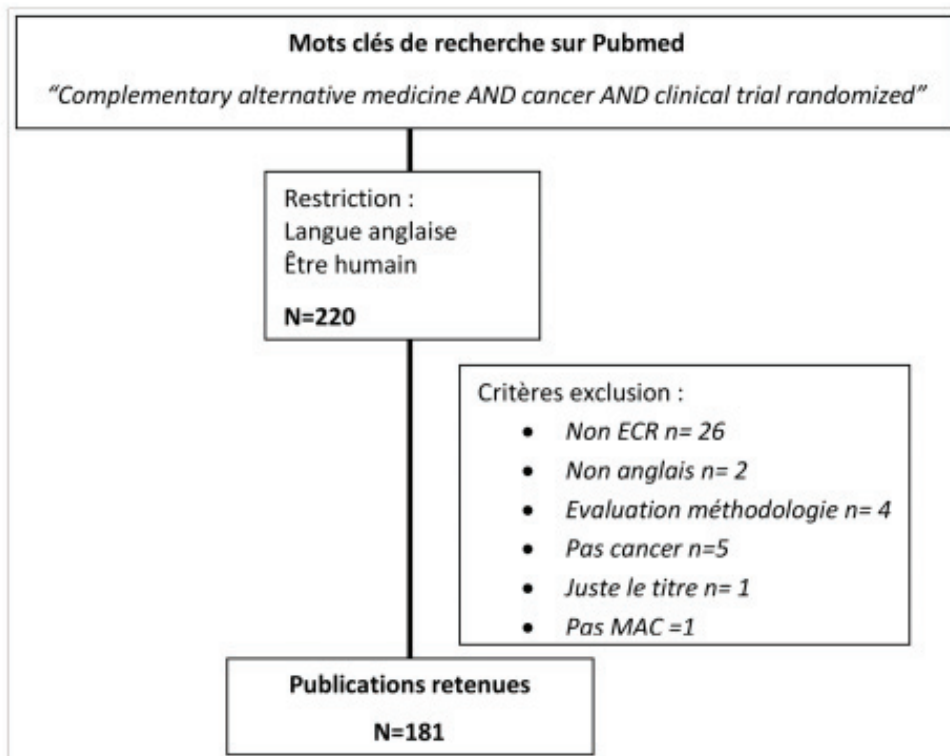 Mots clés de recherche sur Pubmed
“Complementary alternative medicine AND cancer AND clinical trial randomized”
Restriction :
Langue anglaise
Être humain
N=220
Critères exclusion :
• Non ECR n= 26
• Non anglais n= 2
• Evaluation méthodologie n= 4
• Pas cancer n=5
• Juste le titre n= 1
• Pas MAC =1
Publications retenues
N=181